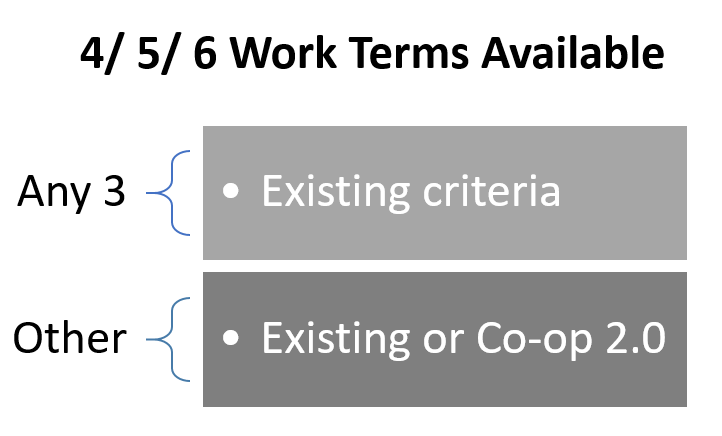 4/ 5/ 6 Work Terms Available
Any 3
• Existing criteria
Other
• Existing or Co-op 2.0